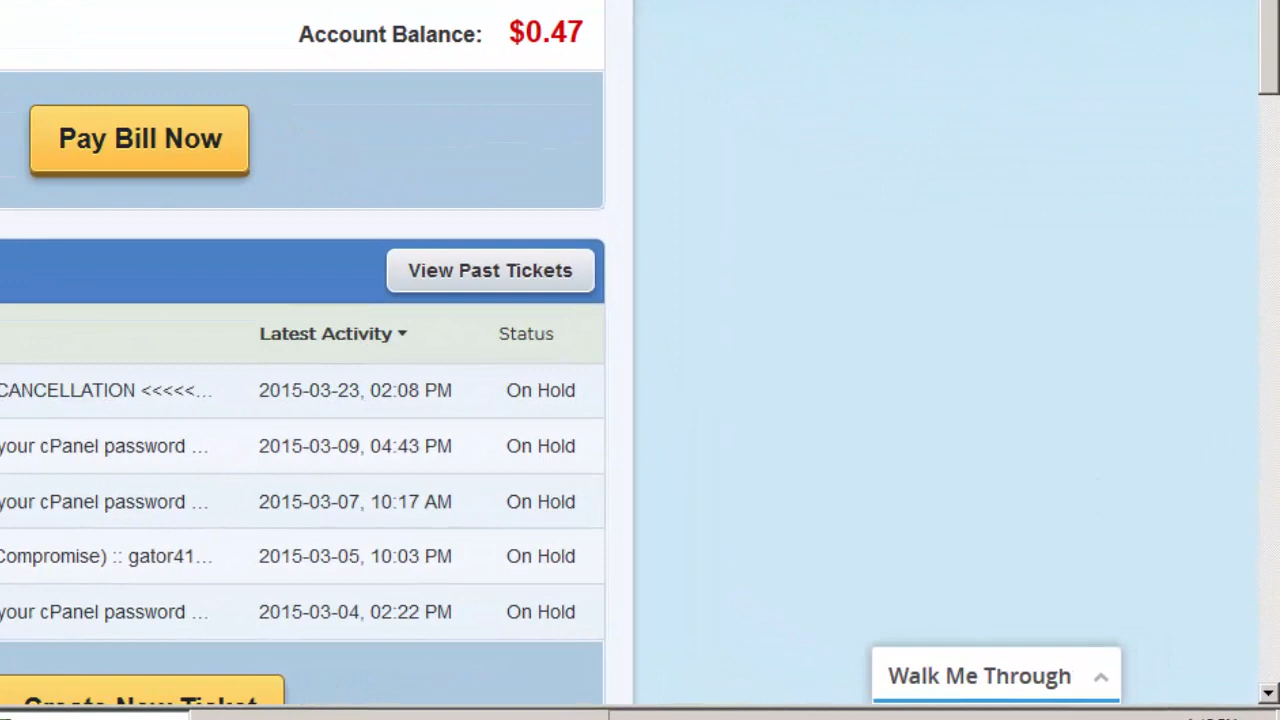 Account Balance: $0.47
Pay Bill Now
View Past Tickets
Latest Activity Status
CANCELLATION <<<<<... 2015-03-23, 02:08 PM On Hold
your cPanel password ... 2015-03-09, 04:43 PM On Hold
your cPanel password ... 2015-03-07, 10:17 AM On Hold
Compromise) :: gator41... 2015-03-05, 10:03 PM On Hold
your cPanel password ... 2015-03-04, 02:22 PM On Hold
Walk Me Through
Create New Ticket